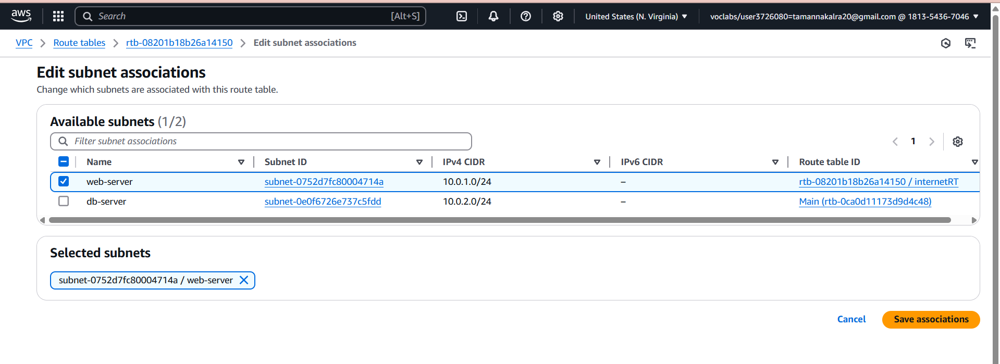 aws Search [Alt+S] United States (N. Virginia) voclabs/user3726080=tamannakalra20@gmail.com @ 1813-5436-7046
VPC Route tables rtb-08201b18b26a14150 Edit subnet associations
Edit subnet associations
Change which subnets are associated with this route table.
Available subnets (1/2)
Filter subnet associations 1
Name Subnet ID IPv4 CIDR IPv6 CIDR Route table ID
web-server subnet-0752d7fc80004714a 10.0.1.0/24 – rtb-08201b18b26a14150 / internetRT
db-server subnet-0e0f6726e737c5fdd 10.0.2.0/24 – Main (rtb-0ca0d11173d9d4c48)
Selected subnets
subnet-0752d7fc80004714a / web-server
Cancel Save associations